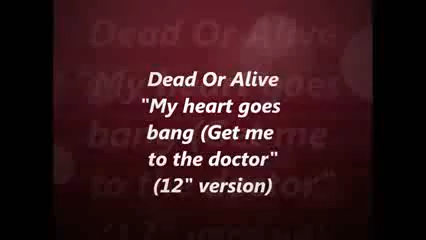 Dead Or Alive
"My heart goes
bang (Get me
to the doctor"
(12" version)